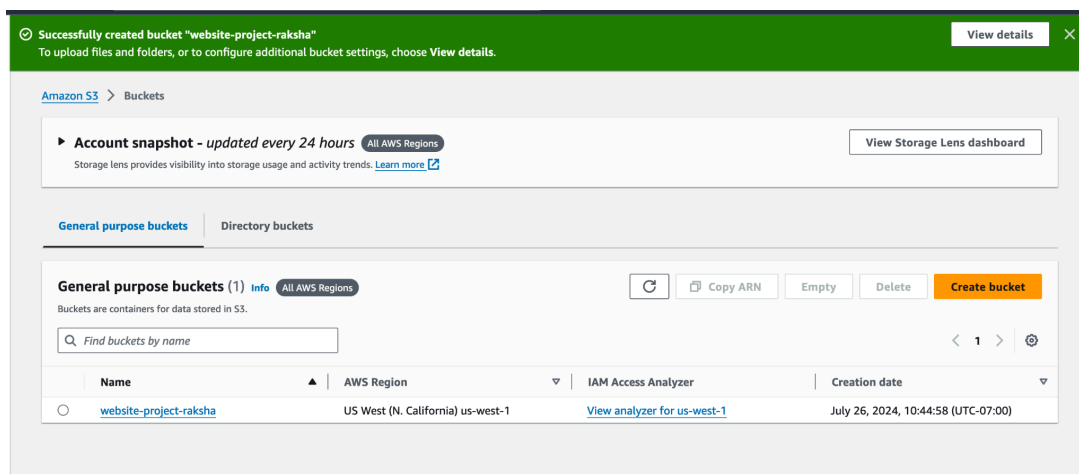 Successfully created bucket "website-project-raksha"
View details
To upload files and folders, or to configure additional bucket settings, choose View details.
Amazon S3 > Buckets
Account snapshot - updated every 24 hours All AWS Regions
View Storage Lens dashboard
Storage lens provides visibility into storage usage and activity trends. Learn more
General purpose buckets Directory buckets
General purpose buckets (1) Info All AWS Regions
Copy ARN Empty Delete Create bucket
Buckets are containers for data stored in S3.
Find buckets by name
< 1 >
Name AWS Region IAM Access Analyzer Creation date
website-project-raksha US West (N. California) us-west-1 View analyzer for us-west-1 July 26, 2024, 10:44:58 (UTC-07:00)